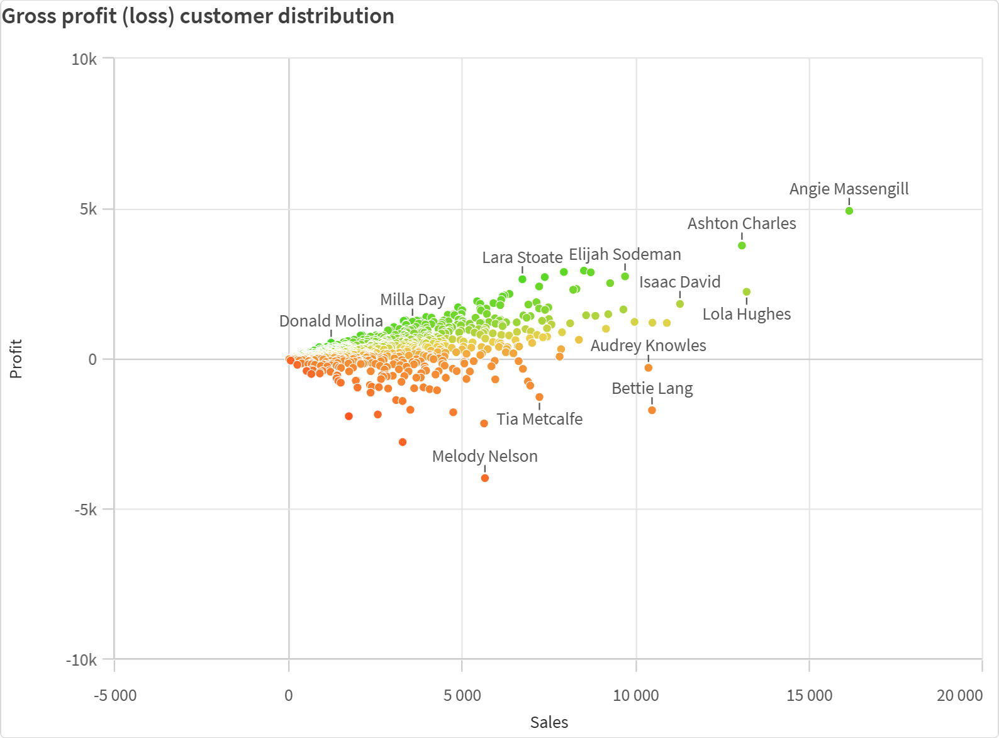 Gross profit (loss) customer distribution
10k
5k
0
-5k
-10k
Profit
Angie Massengill
Ashton Charles
Lara Stoate
Elijah Sodeman
Isaac David
Milla Day
Lola Hughes
Donald Molina
Audrey Knowles
Bettie Lang
Tia Metcalfe
Melody Nelson
-5 000
0
5 000
10 000
15 000
20 000
Sales